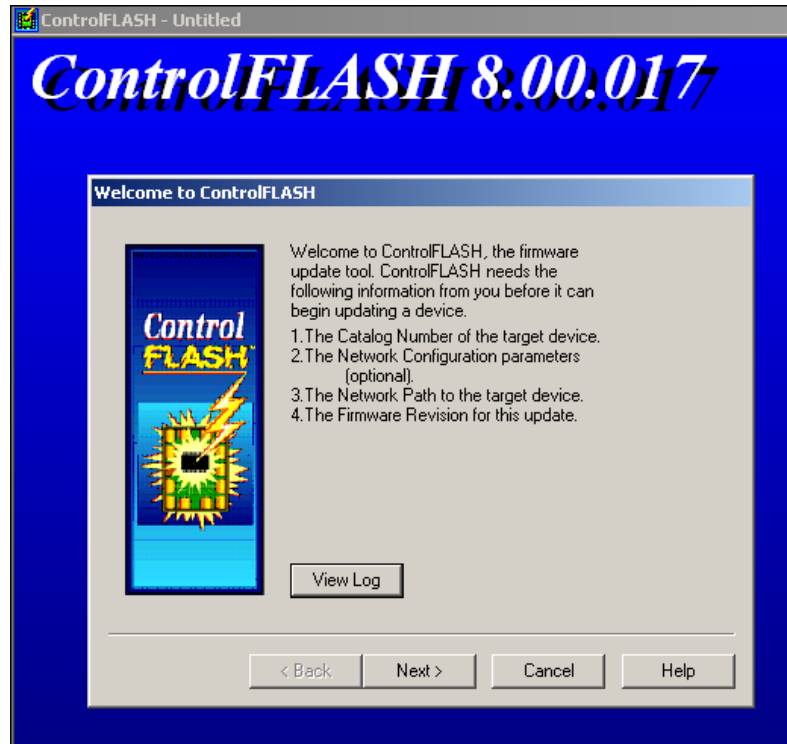 ControlFLASH - Untitled
ControlFLASH 8.00.017
Welcome to ControlFLASH
Control
FLASH
Welcome to ControlFLASH, the firmware
update tool. ControlFLASH needs the
following information from you before it can
begin updating a device.
1.The Catalog Number of the target device.
2.The Network Configuration parameters
(optional).
3.The Network Path to the target device.
4.The Firmware Revision for this update.
View Log
< Back
Next >
Cancel
Help